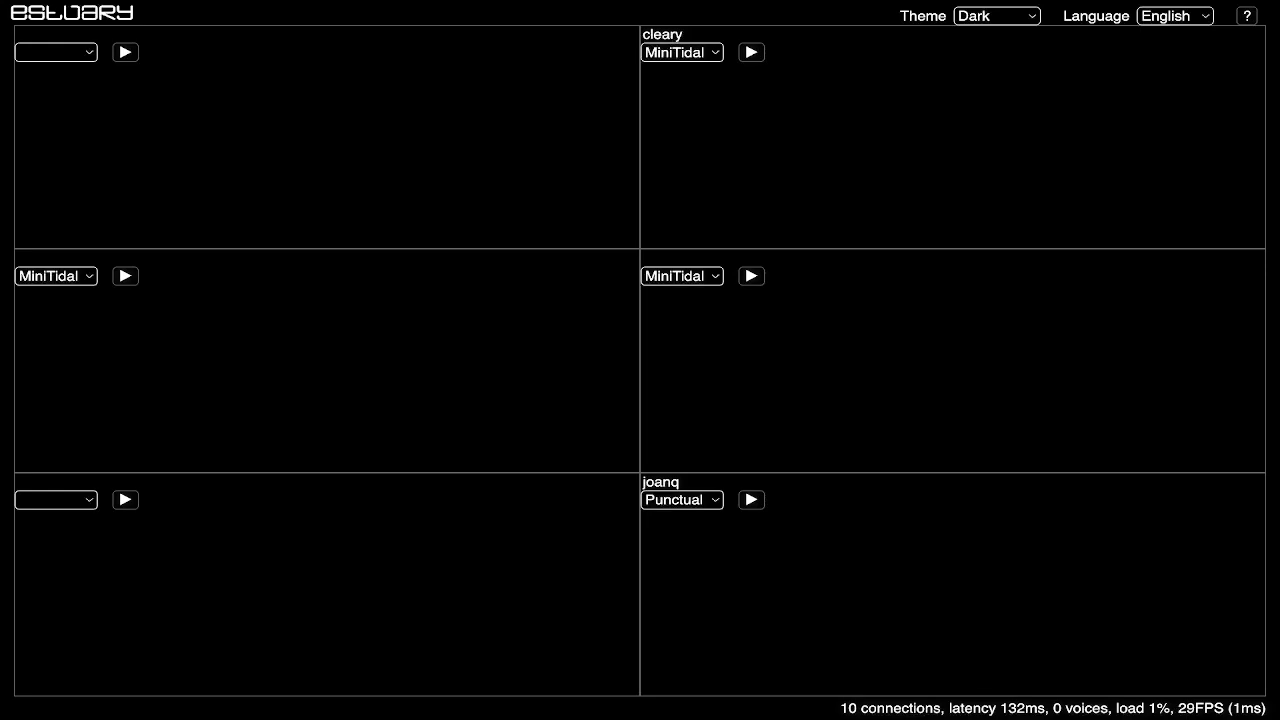 estuary
Theme Dark Language English ?
cleary
MiniTidal
MiniTidal
MiniTidal
joanq
Punctual
10 connections, latency 132ms, 0 voices, load 1%, 29FPS (1ms)